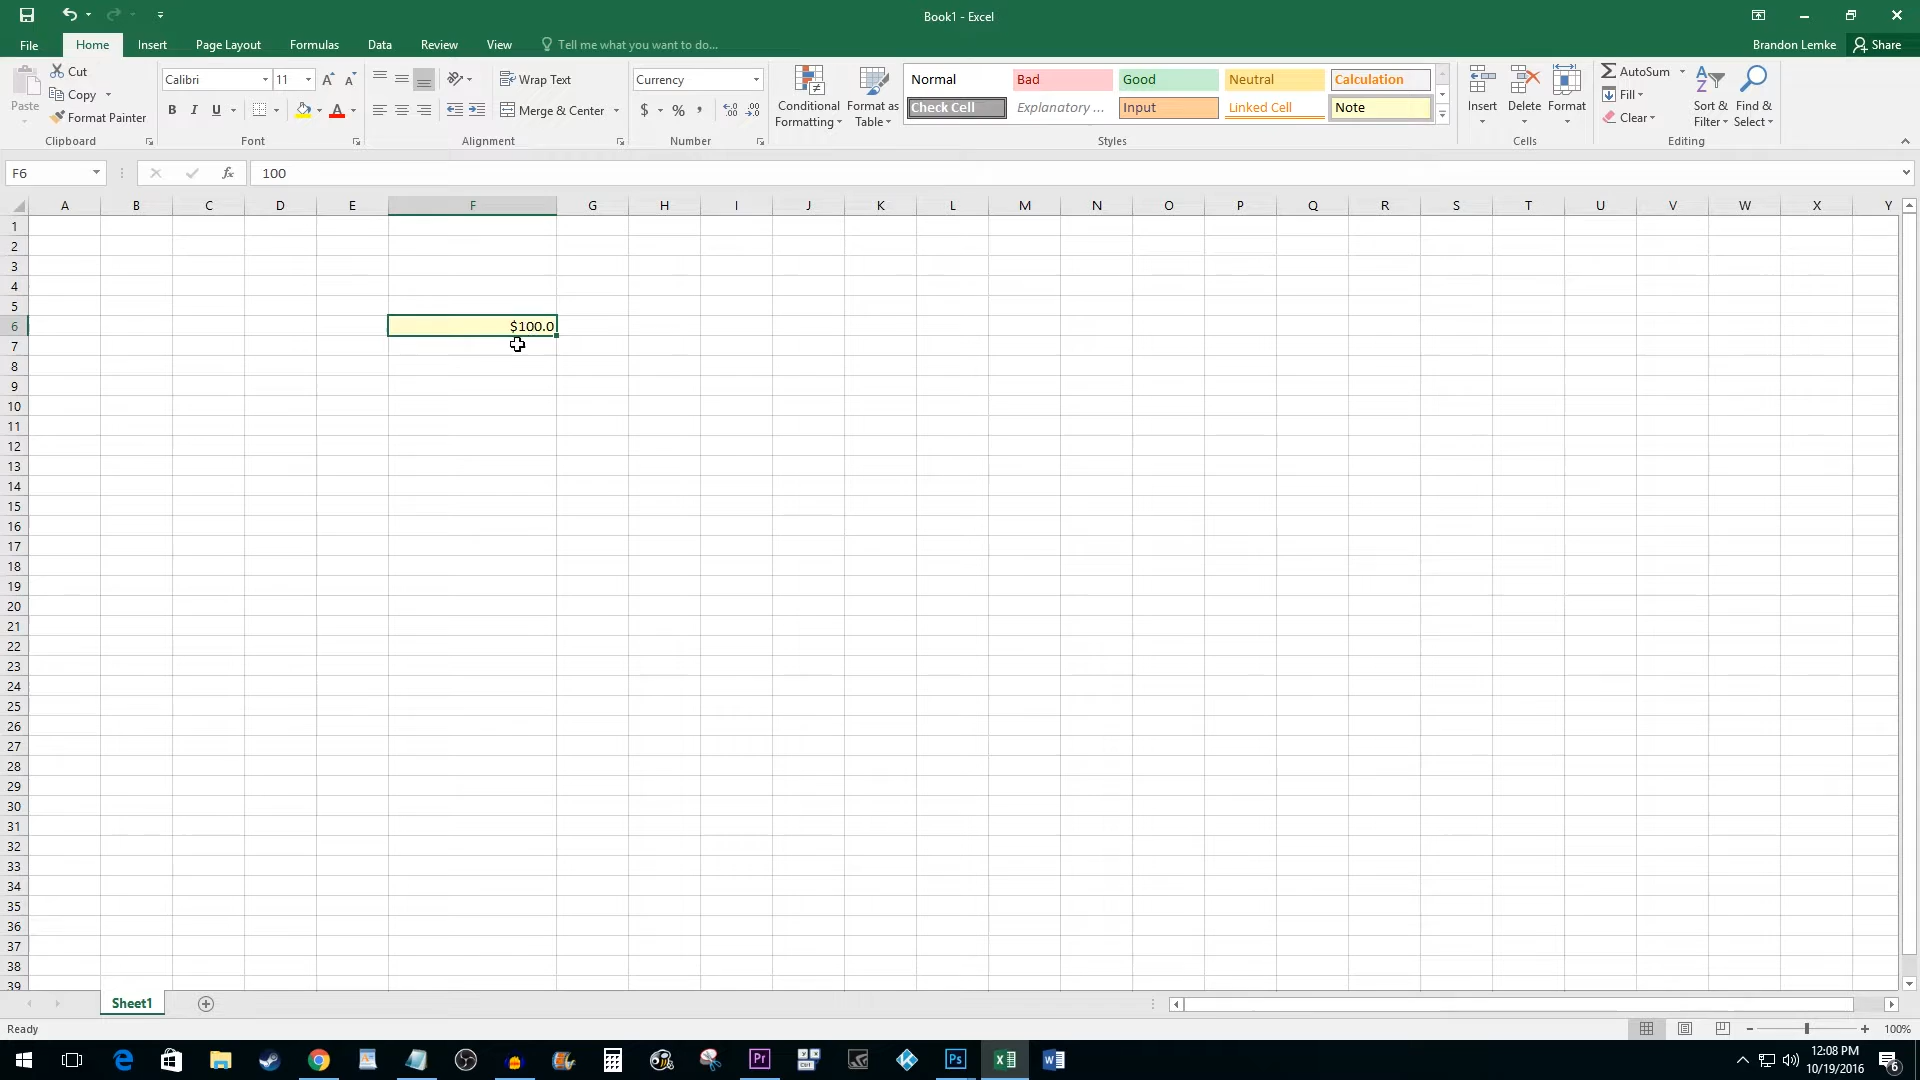 Book1 - Excel
File Home Insert Page Layout Formulas Data Review View Tell me what you want to do... Brandon Lemke Share
Paste Cut Copy Format Painter Clipboard
Calibri 11 B I U A Font
Wrap Text Merge & Center Alignment
Currency $ % , .00 Number
Conditional Formatting Format as Table
Normal Bad Good Neutral Calculation
Check Cell Explanatory ... Input Linked Cell Note
Styles
Insert Delete Format Cells
AutoSum Fill Clear Sort & Filter Find & Select Editing
F6 fx 100
A B C D E F G H I J K L M N O P Q R S T U V W X Y
1
2
3
4
5
6 $100.0
7
8
9
10
11
12
13
14
15
16
17
18
19
20
21
22
23
24
25
26
27
28
29
30
31
32
33
34
35
36
37
38
39
Sheet1
Ready 100%
Pr Ps 12:08 PM
10/19/2016 6